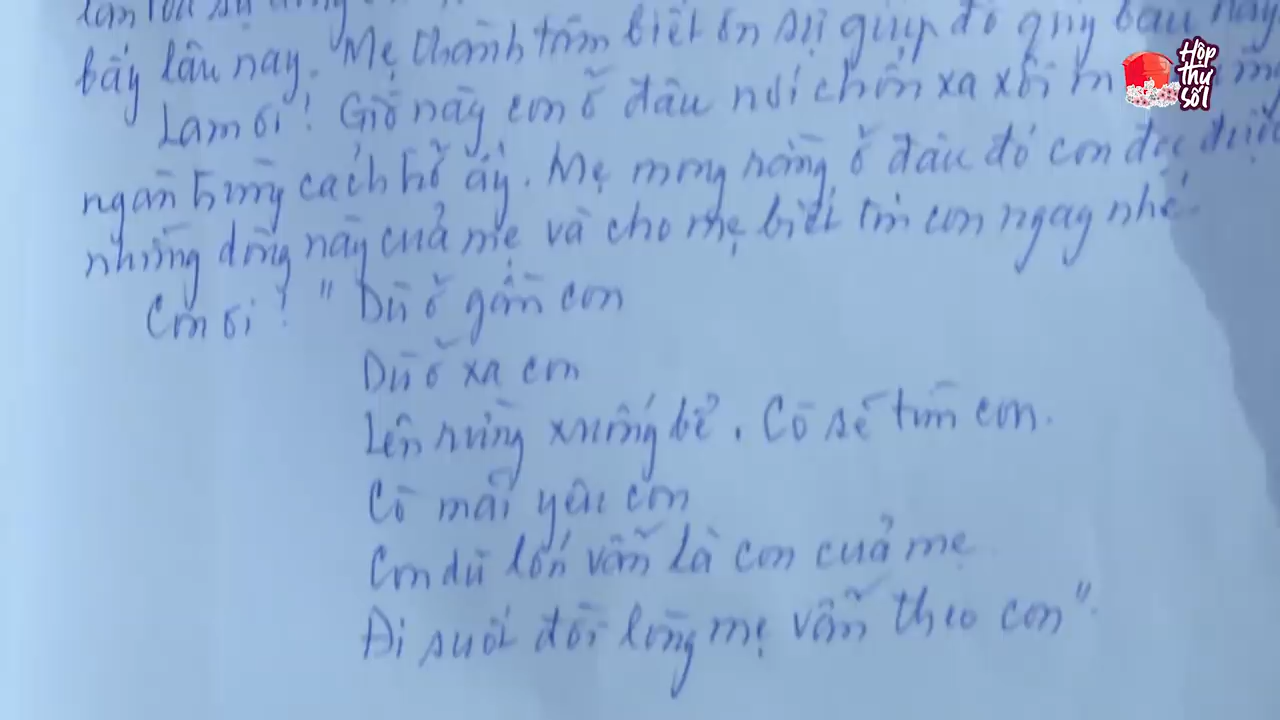 bấy lâu nay. Mẹ thành tâm biết ơn sự giúp đỡ quý báu này
Hộp
thư
số1
Lam ơi! Giờ này con ở đâu nơi chốn xa xôi
ngàn trùng cách trở ấy. Mẹ mong rằng ở đâu đó con đọc được
những dòng này của mẹ và cho mẹ biết tin con ngay nhé.
Con ơi! "Dù ở gần con
Dù ở xa con
Lên rừng xuống bể. Cò sẽ tìm con.
Cò mãi yêu con
Con dù lớn vẫn là con của mẹ
Đi suốt đời lòng mẹ vẫn theo con".